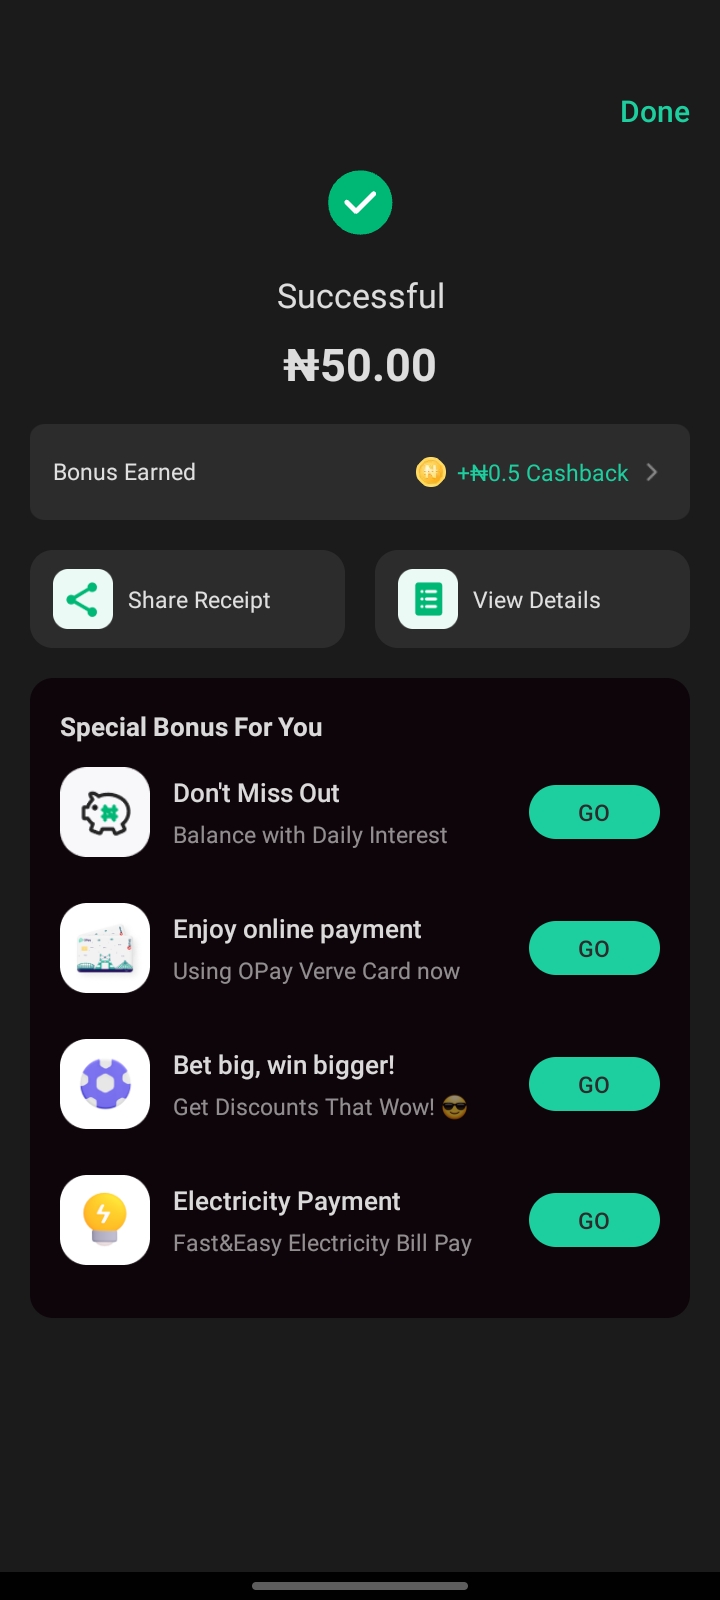 Done
Successful
₦50.00
Bonus Earned
+₦0.5 Cashback
Share Receipt
View Details
Special Bonus For You
Don't Miss Out
Balance with Daily Interest
GO
Enjoy online payment
Using OPay Verve Card now
GO
Bet big, win bigger!
Get Discounts That Wow! 😎
GO
Electricity Payment
Fast&Easy Electricity Bill Pay
GO